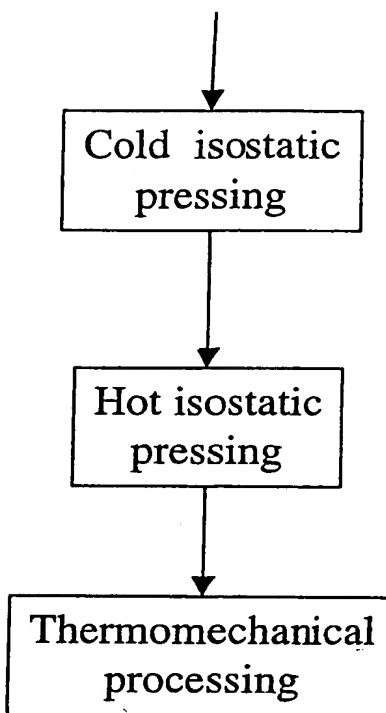 Cold isostatic
pressing
Hot isostatic
pressing
Thermomechanical
processing